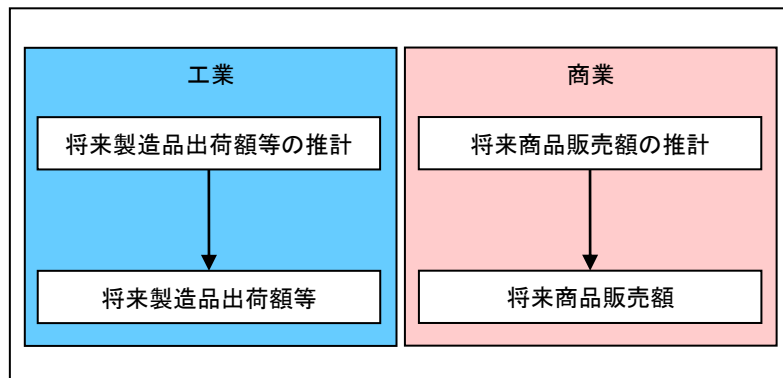 工業
将来製造品出荷額等の推計
将来製造品出荷額等
商業
将来商品販売額の推計
将来商品販売額